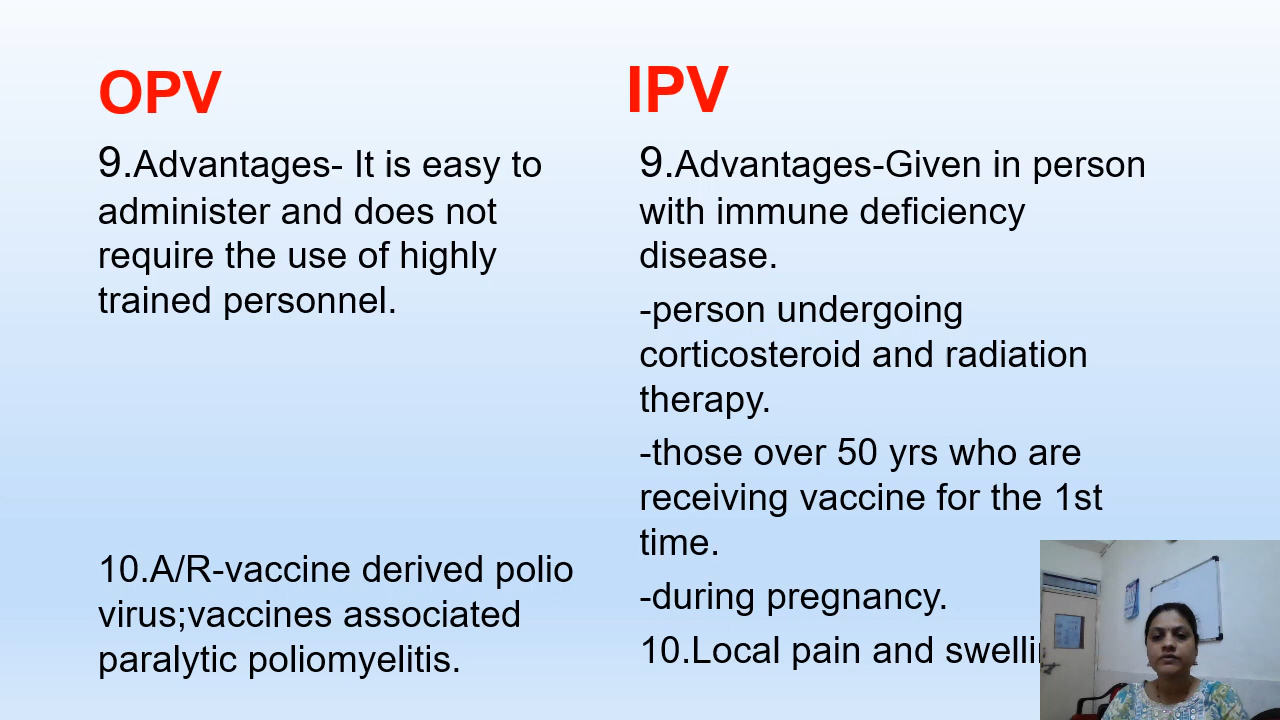 OPV
9.Advantages- It is easy to
administer and does not
require the use of highly
trained personnel.
10.A/R-vaccine derived polio
virus;vaccines associated
paralytic poliomyelitis.
IPV
9.Advantages-Given in person
with immune deficiency
disease.
-person undergoing
corticosteroid and radiation
therapy.
-those over 50 yrs who are
receiving vaccine for the 1st
time.
-during pregnancy.
10.Local pain and